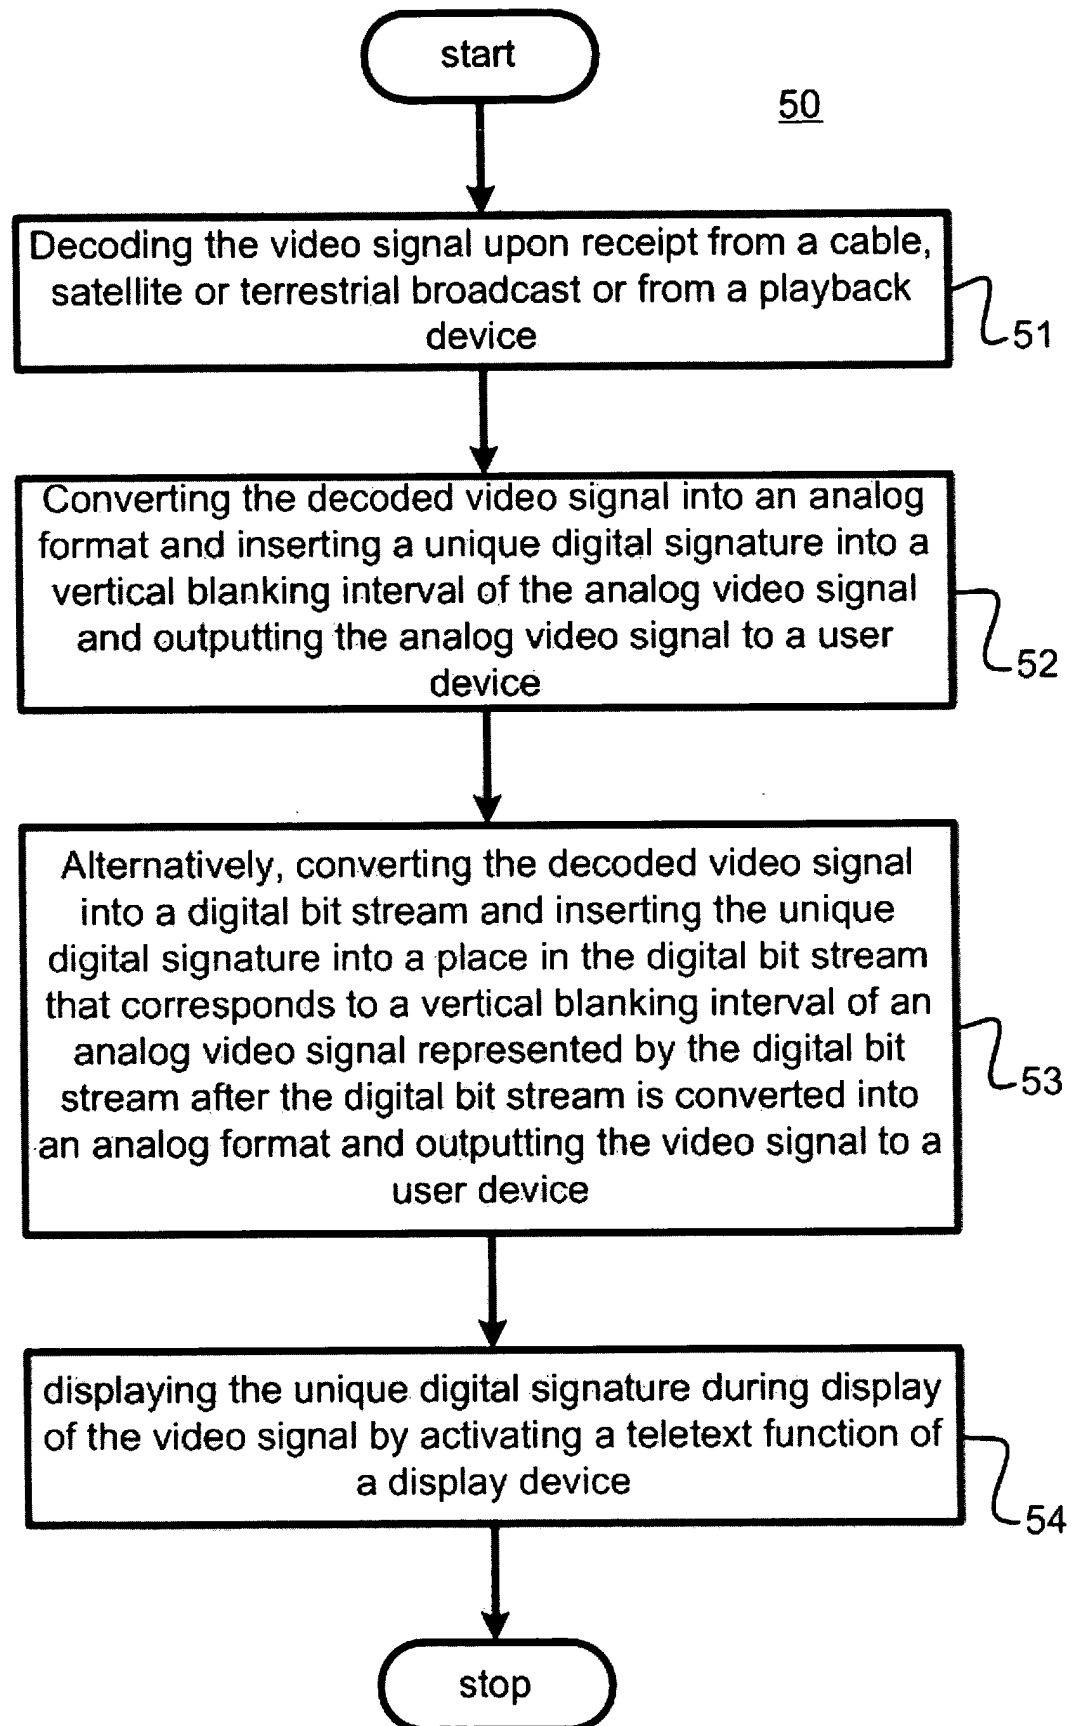 start
50
Decoding the video signal upon receipt from a cable,
satellite or terrestrial broadcast or from a playback
device
51
Converting the decoded video signal into an analog
format and inserting a unique digital signature into a
vertical blanking interval of the analog video signal
and outputting the analog video signal to a user
device
52
Alternatively, converting the decoded video signal
into a digital bit stream and inserting the unique
digital signature into a place in the digital bit stream
that corresponds to a vertical blanking interval of an
analog video signal represented by the digital bit
stream after the digital bit stream is converted into
an analog format and outputting the video signal to a
user device
53
displaying the unique digital signature during display
of the video signal by activating a teletext function of
a display device
54
stop